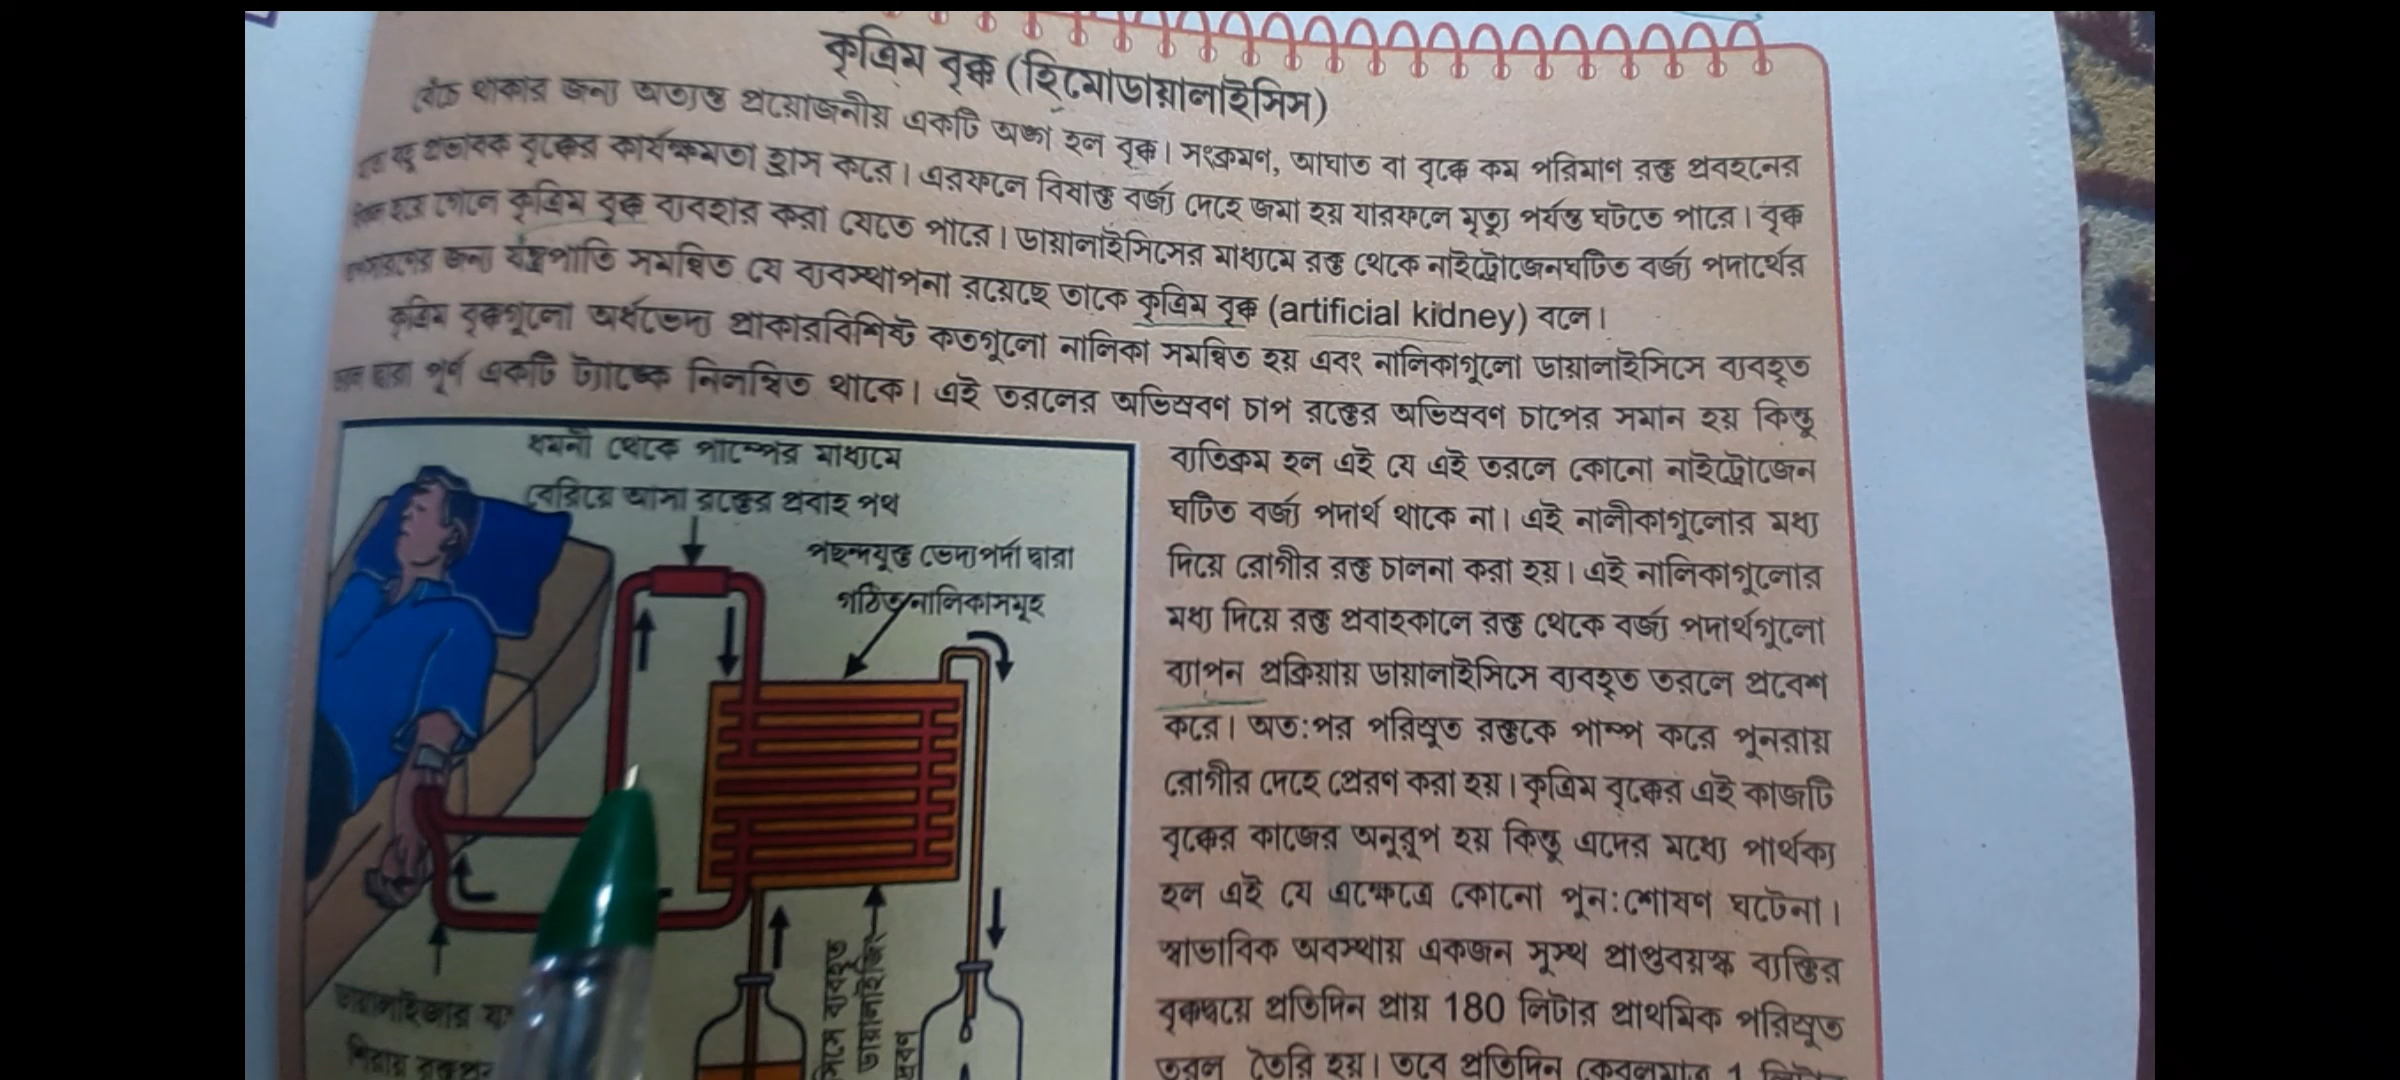 কৃত্রিম বৃক্ক (হিমোডায়ালাইসিস)
বেঁচে থাকার জন্য অত্যন্ত প্রয়োজনীয় একটি অঙ্গ হল বৃক্ক। সংক্রমণ, আঘাত বা বৃক্কে কম পরিমাণ রক্ত প্রবহনের
প্রভাবক বৃক্কের কার্যক্ষমতা হ্রাস করে। এরফলে বিষাক্ত বর্জ্য দেহে জমা হয় যারফলে মৃত্যু পর্যন্ত ঘটতে পারে। বৃক্ক
হয়ে গেলে কৃত্রিম বৃক্ক ব্যবহার করা যেতে পারে। ডায়ালাইসিসের মাধ্যমে রক্ত থেকে নাইট্রোজেনঘটিত বর্জ্য পদার্থের
জন্য যন্ত্রপাতি সমন্বিত যে ব্যবস্থাপনা রয়েছে তাকে কৃত্রিম বৃক্ক (artificial kidney) বলে।
কৃত্রিম বৃক্কগুলো অর্ধভেদ্য প্রাকারবিশিষ্ট কতগুলো নালিকা সমন্বিত হয় এবং নালিকাগুলো ডায়ালাইসিসে ব্যবহৃত
দ্বারা পূর্ণ একটি ট্যাঙ্কে নিলম্বিত থাকে। এই তরলের অভিস্রবণ চাপ রক্তের অভিস্রবণ চাপের সমান হয় কিন্তু
ধমনী থেকে পাম্পের মাধ্যমে
বেরিয়ে আসা রক্তের প্রবাহ পথ
পছন্দযুক্ত ভেদ্যপর্দা দ্বারা
গঠিত নালিকাসমূহ
ডায়ালাইজার
শিরায়
সিসে ব্যবহৃত
ডায়ালাইজিং
দ্রবণ
ব্যতিক্রম হল এই যে এই তরলে কোনো নাইট্রোজেন
ঘটিত বর্জ্য পদার্থ থাকে না। এই নালীকাগুলোর মধ্য
দিয়ে রোগীর রক্ত চালনা করা হয়। এই নালিকাগুলোর
মধ্য দিয়ে রক্ত প্রবাহকালে রক্ত থেকে বর্জ্য পদার্থগুলো
ব্যাপন প্রক্রিয়ায় ডায়ালাইসিসে ব্যবহৃত তরলে প্রবেশ
করে। অত:পর পরিস্রুত রক্তকে পাম্প করে পুনরায়
রোগীর দেহে প্রেরণ করা হয়। কৃত্রিম বৃক্কের এই কাজটি
বৃক্কের কাজের অনুরূপ হয় কিন্তু এদের মধ্যে পার্থক্য
হল এই যে এক্ষেত্রে কোনো পুন:শোষণ ঘটেনা।
স্বাভাবিক অবস্থায় একজন সুস্থ প্রাপ্তবয়স্ক ব্যক্তির
বৃক্কদ্বয়ে প্রতিদিন প্রায় 180 লিটার প্রাথমিক পরিস্রুত
তরল তৈরি হয়। তবে প্রতিদিন কেবলমাত্র 1 লিটার